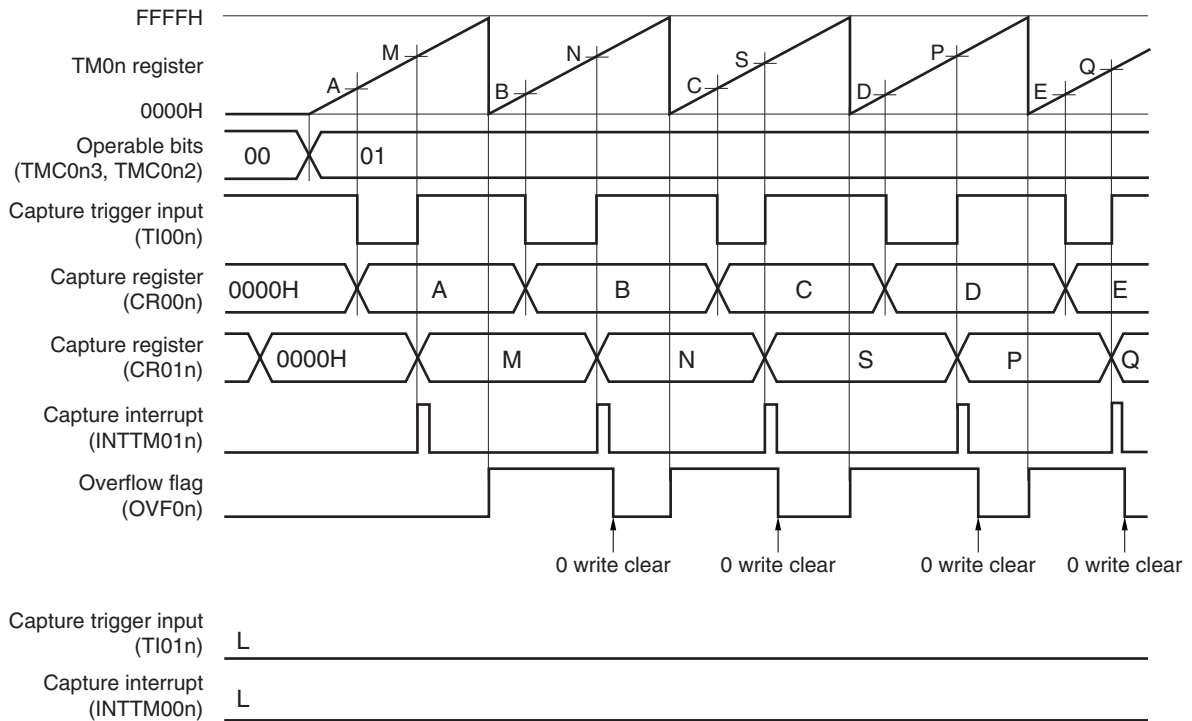 FFFFH
TM0n register
0000H
A M B N C S D P E Q
Operable bits
(TMC0n3, TMC0n2)
00 01
Capture trigger input
(TI00n)
Capture register
(CR00n)
0000H A B C D E
Capture register
(CR01n)
0000H M N S P Q
Capture interrupt
(INTTM01n)
Overflow flag
(OVF0n)
0 write clear 0 write clear 0 write clear 0 write clear
Capture trigger input
(TI01n)
L
Capture interrupt
(INTTM00n)
L